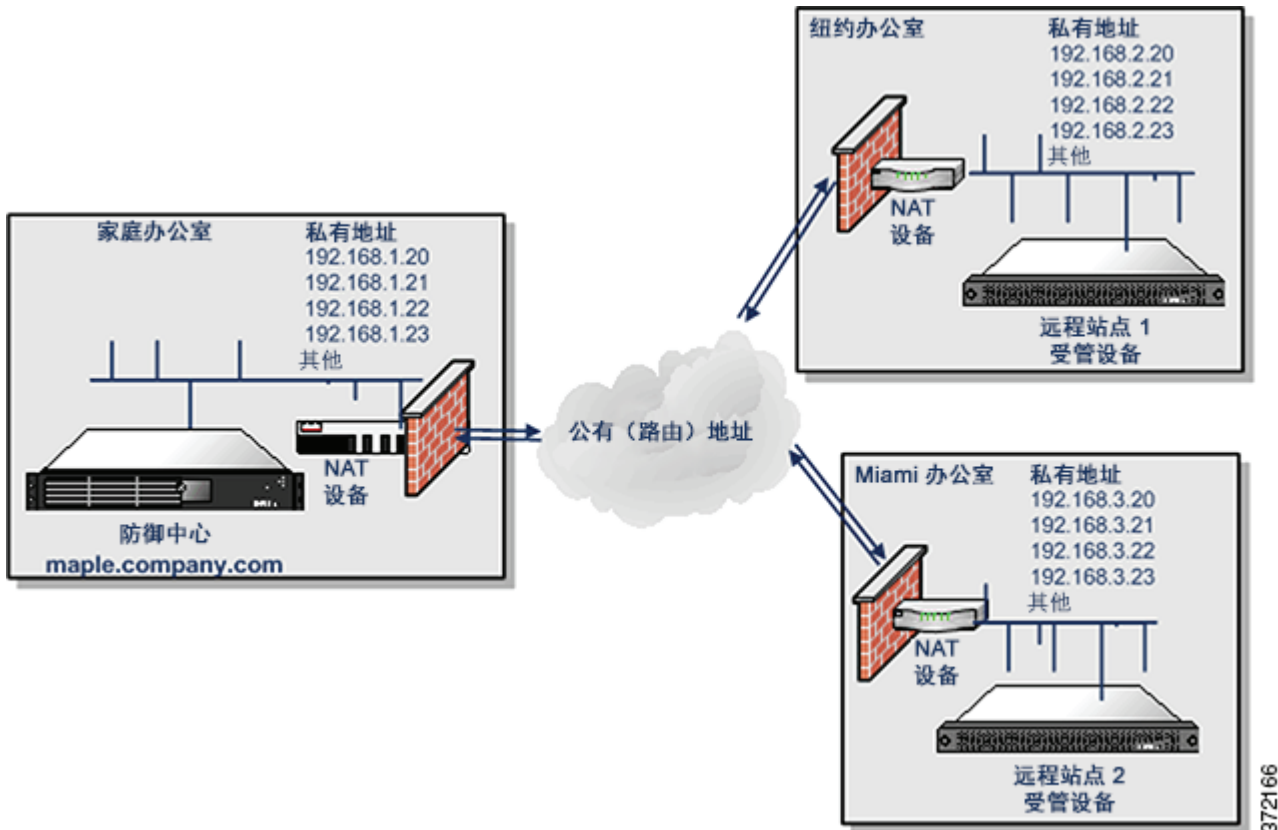 家庭办公室
私有地址
192.168.1.20
192.168.1.21
192.168.1.22
192.168.1.23
其他
NAT
设备
防御中心
maple.company.com
公有（路由）地址
纽约办公室
私有地址
192.168.2.20
192.168.2.21
192.168.2.22
192.168.2.23
其他
NAT
设备
远程站点 1
受管设备
Miami 办公室
私有地址
192.168.3.20
192.168.3.21
192.168.3.22
192.168.3.23
其他
NAT
设备
远程站点 2
受管设备
372166